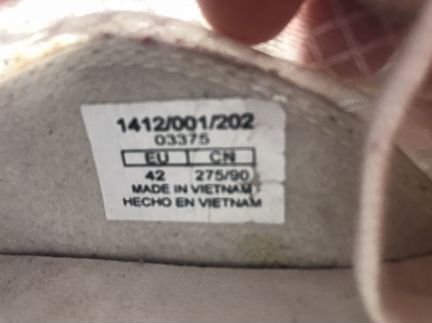 1412/001/202
03375
EU CN
42 275/90
MADE IN VIETNAM
HECHO EN VIETNAM